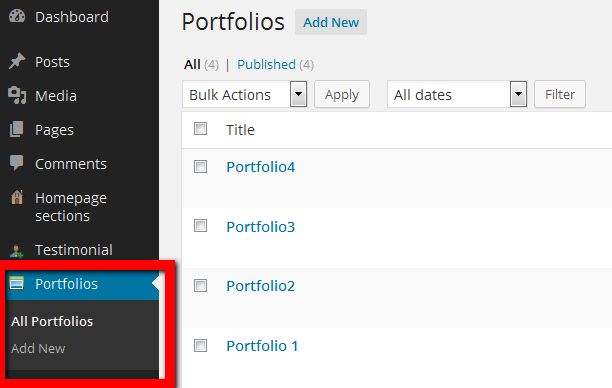 Dashboard
Posts
Media
Pages
Comments
Homepage
sections
Testimonial
Portfolios
All Portfolios
Add New
Portfolios Add New
All (4) | Published (4)
Bulk Actions Apply All dates Filter
Title
Portfolio4
Portfolio3
Portfolio2
Portfolio 1